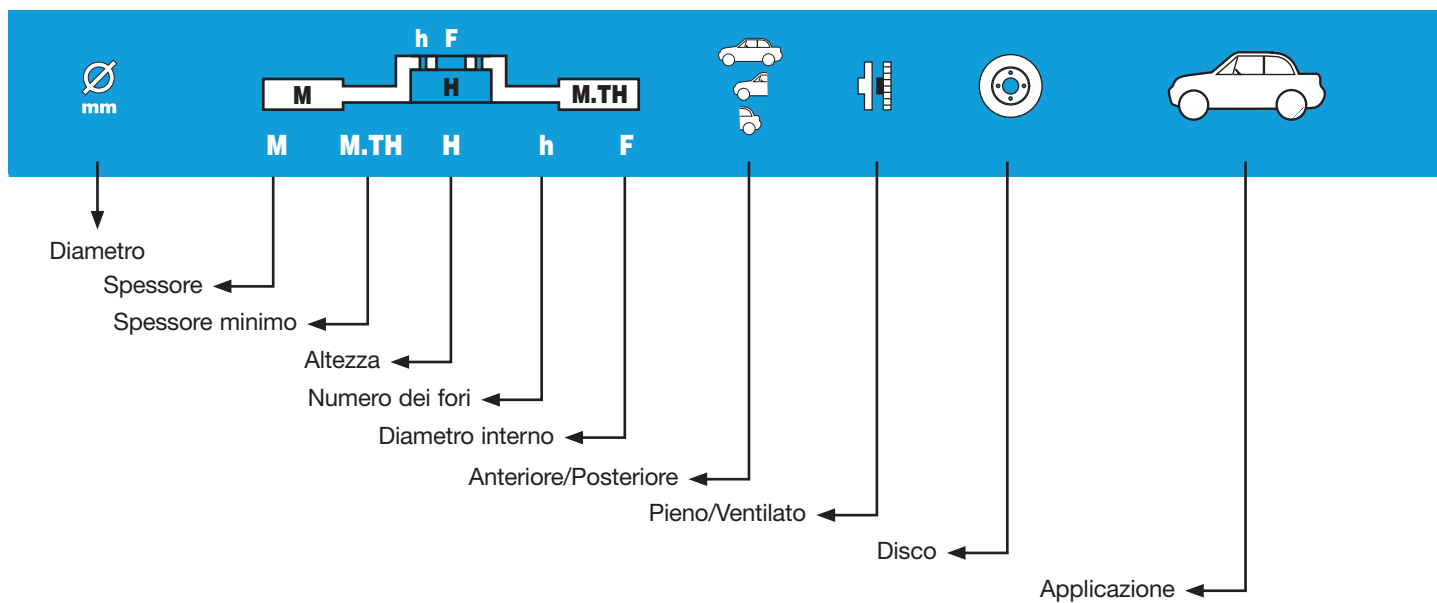 h F
Ø
mm
M H M.TH
M M.TH H h F
Diametro
Spessore
Spessore minimo
Altezza
Numero dei fori
Diametro interno
Anteriore/Posteriore
Pieno/Ventilato
Disco
Applicazione